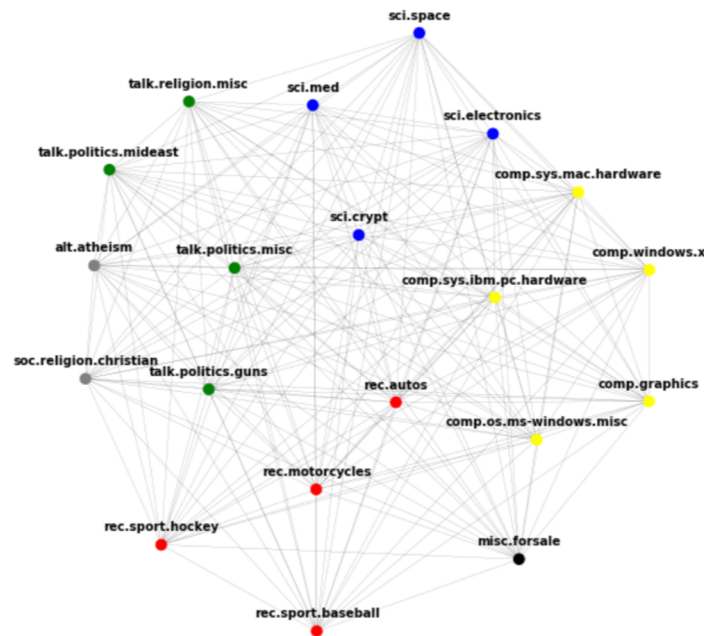 sci.space
talk.religion.misc
sci.med
sci.electronics
talk.politics.mideast
comp.sys.mac.hardware
sci.crypt
alt.atheism
talk.politics.misc
comp.windows.x
comp.sys.ibm.pc.hardware
soc.religion.christian
talk.politics.guns
rec.autos
comp.graphics
comp.os.ms-windows.misc
rec.motorcycles
rec.sport.hockey
misc.forsale
rec.sport.baseball